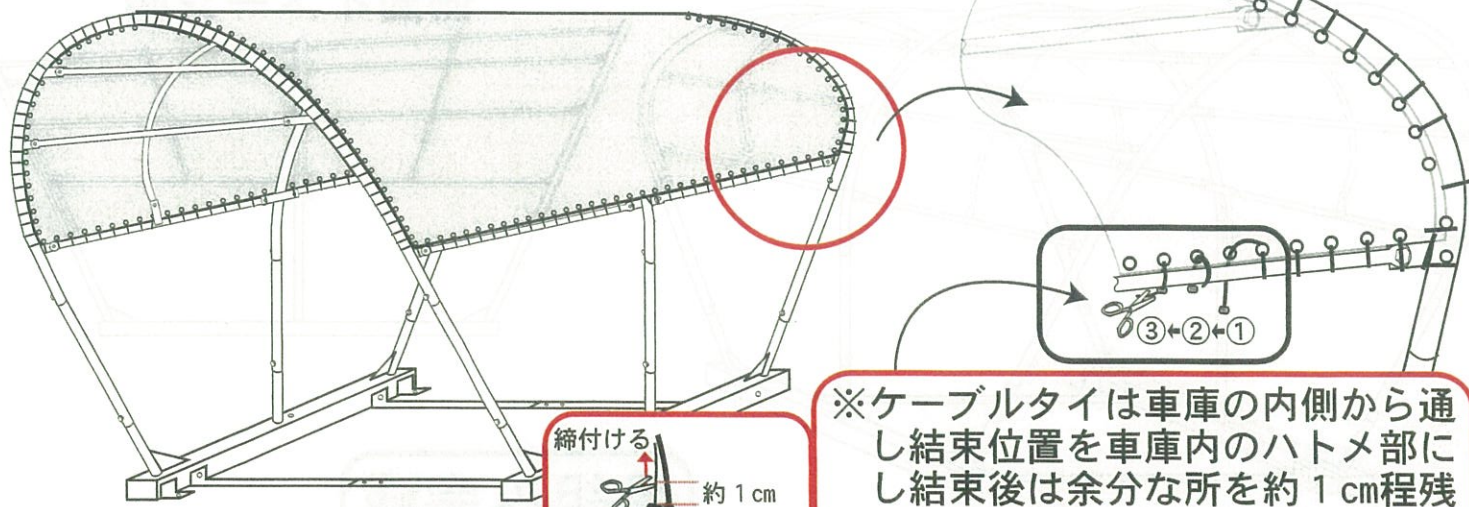 ③←②←①
締付ける
約1cm
※ケーブルタイは車庫の内側から通
し結束位置を車庫内のハトメ部に
し結束後は余分な所を約1cm程残